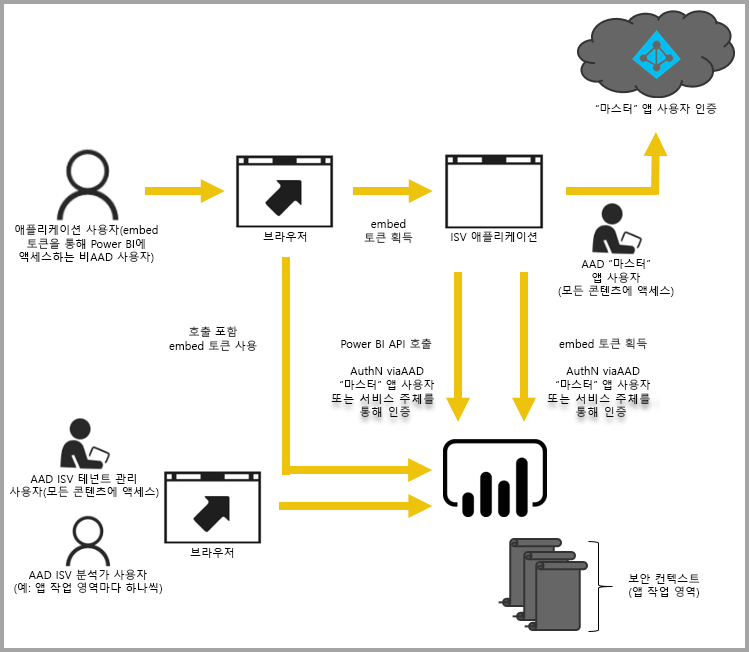 “마스터” 앱 사용자 인증
애플리케이션 사용자(embed
토큰을 통해 Power BI에
액세스하는 비AAD 사용자)
브라우저
embed
토큰 획득
ISV 애플리케이션
AAD “마스터”
앱 사용자
(모든 콘텐츠에 액세스)
호출 포함
embed 토큰 사용
Power BI API 호출
AuthN viaAAD
“마스터” 앱 사용자
또는 서비스 주체를
통해 인증
embed 토큰 획득
AuthN viaAAD
“마스터” 앱 사용자
또는 서비스 주체를
통해 인증
AAD ISV 테넌트 관리
사용자(모든 콘텐츠에 액세스)
브라우저
AAD ISV 분석가 사용자
(예: 앱 작업 영역마다 하나씩)
보안 컨텍스트
(앱 작업 영역)